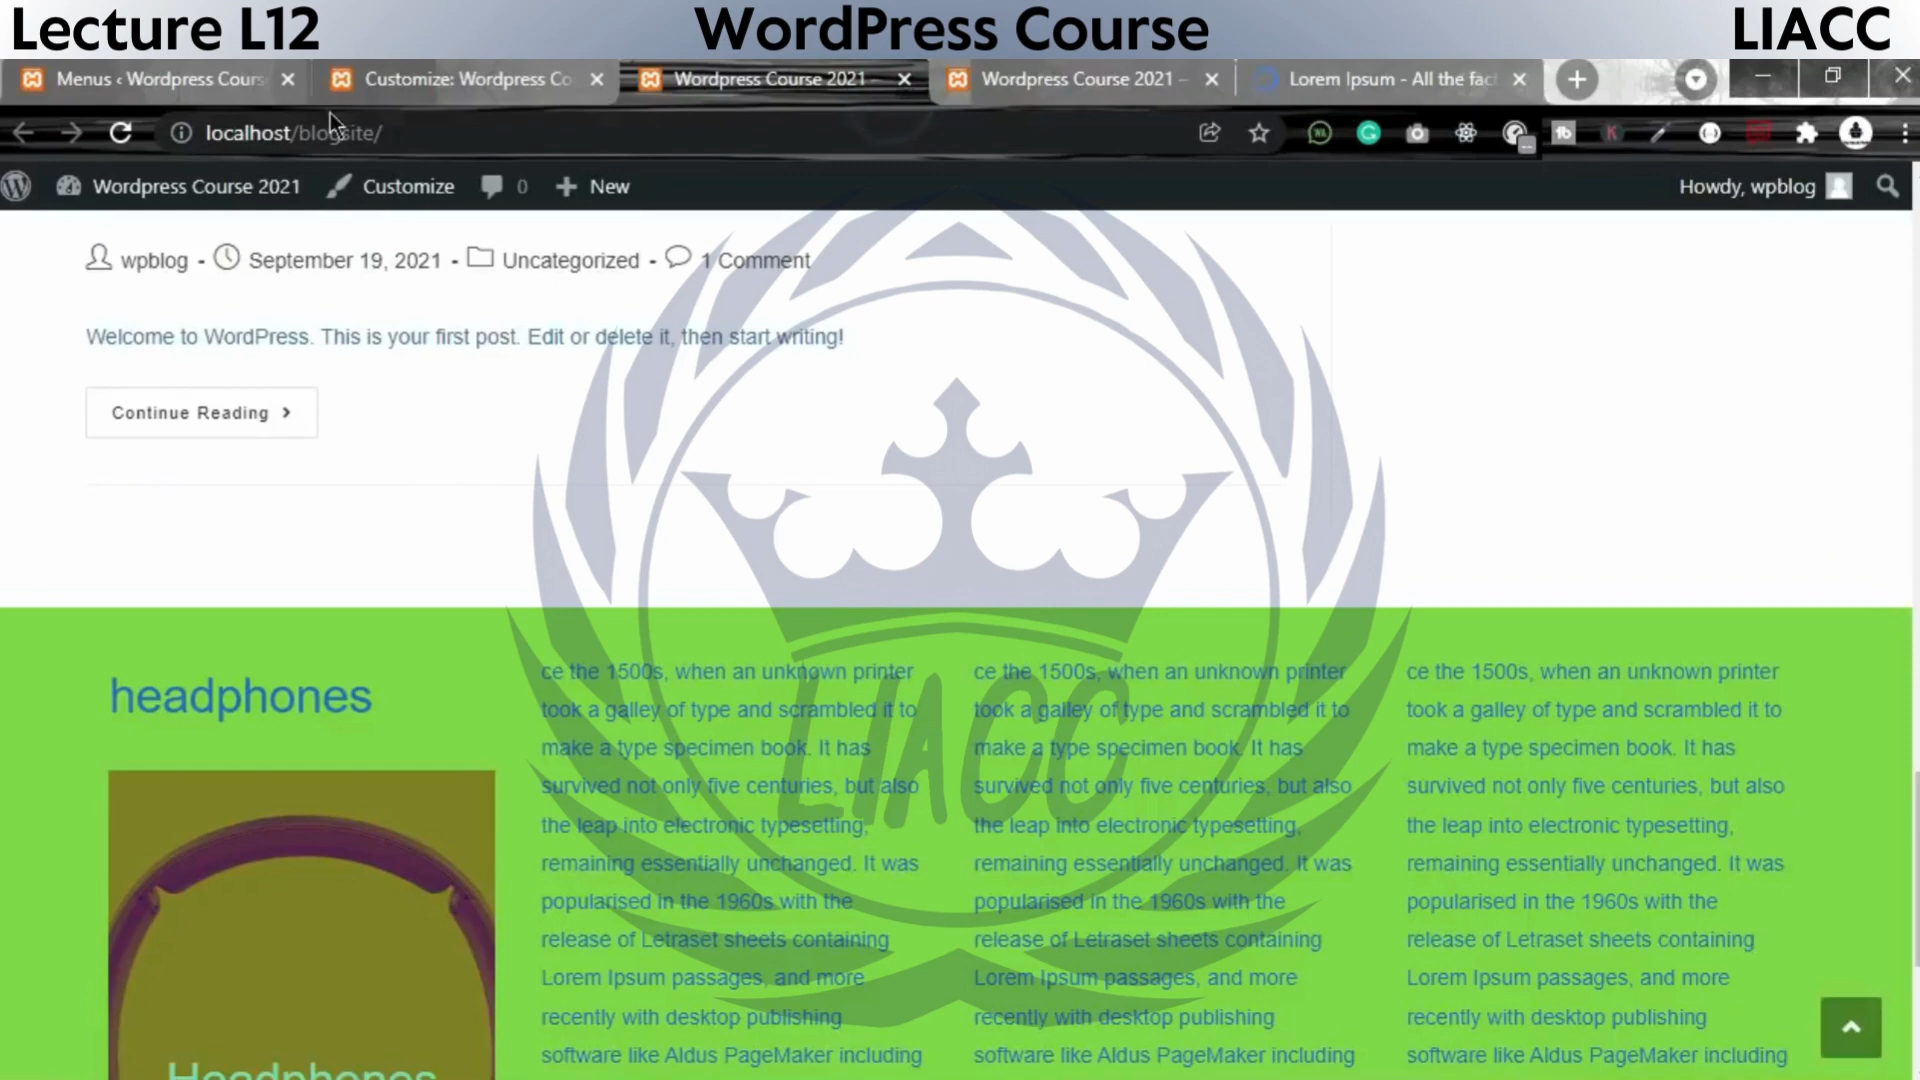 Lecture L12 WordPress Course LIACC
Menus ‹ Wordpress Cours Customize: Wordpress Co Wordpress Course 2021 – Wordpress Course 2021 – Lorem Ipsum - All the fac
localhost/blogsite/
Wordpress Course 2021 Customize 0 New Howdy, wpblog
wpblog - September 19, 2021 - Uncategorized - 1 Comment
Welcome to WordPress. This is your first post. Edit or delete it, then start writing!
Continue Reading
headphones
Headphones
ce the 1500s, when an unknown printer
took a galley of type and scrambled it to
make a type specimen book. It has
survived not only five centuries, but also
the leap into electronic typesetting,
remaining essentially unchanged. It was
popularised in the 1960s with the
release of Letraset sheets containing
Lorem Ipsum passages, and more
recently with desktop publishing
software like Aldus PageMaker including
ce the 1500s, when an unknown printer
took a galley of type and scrambled it to
make a type specimen book. It has
survived not only five centuries, but also
the leap into electronic typesetting,
remaining essentially unchanged. It was
popularised in the 1960s with the
release of Letraset sheets containing
Lorem Ipsum passages, and more
recently with desktop publishing
software like Aldus PageMaker including
ce the 1500s, when an unknown printer
took a galley of type and scrambled it to
make a type specimen book. It has
survived not only five centuries, but also
the leap into electronic typesetting,
remaining essentially unchanged. It was
popularised in the 1960s with the
release of Letraset sheets containing
Lorem Ipsum passages, and more
recently with desktop publishing
software like Aldus PageMaker including
LIACC